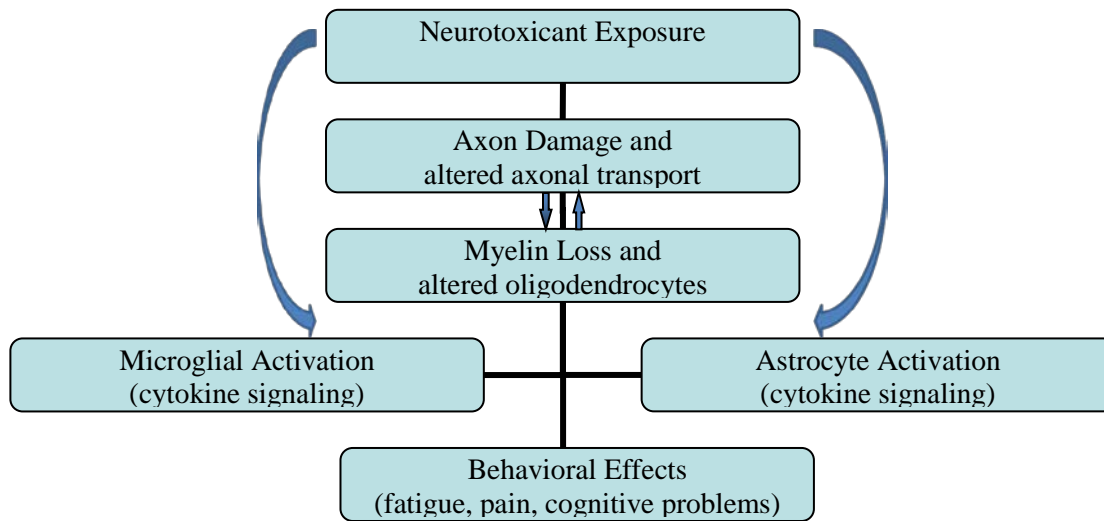 Neurotoxicant Exposure
Axon Damage and
altered axonal transport
Myelin Loss and
altered oligodendrocytes
Microglial Activation
(cytokine signaling)
Astrocyte Activation
(cytokine signaling)
Behavioral Effects
(fatigue, pain, cognitive problems)